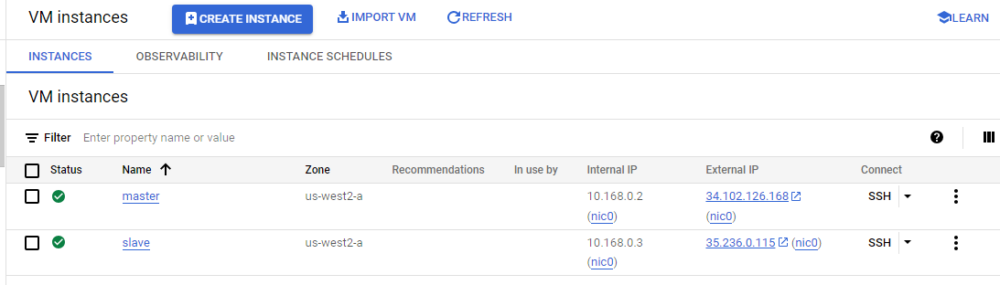 VM instances CREATE INSTANCE IMPORT VM REFRESH LEARN
INSTANCES OBSERVABILITY INSTANCE SCHEDULES
VM instances
Filter Enter property name or value
Status Name Zone Recommendations In use by Internal IP External IP Connect
master us-west2-a 10.168.0.2 34.102.126.168 SSH
(nic0) (nic0)
slave us-west2-a 10.168.0.3 35.236.0.115 (nic0) SSH
(nic0)